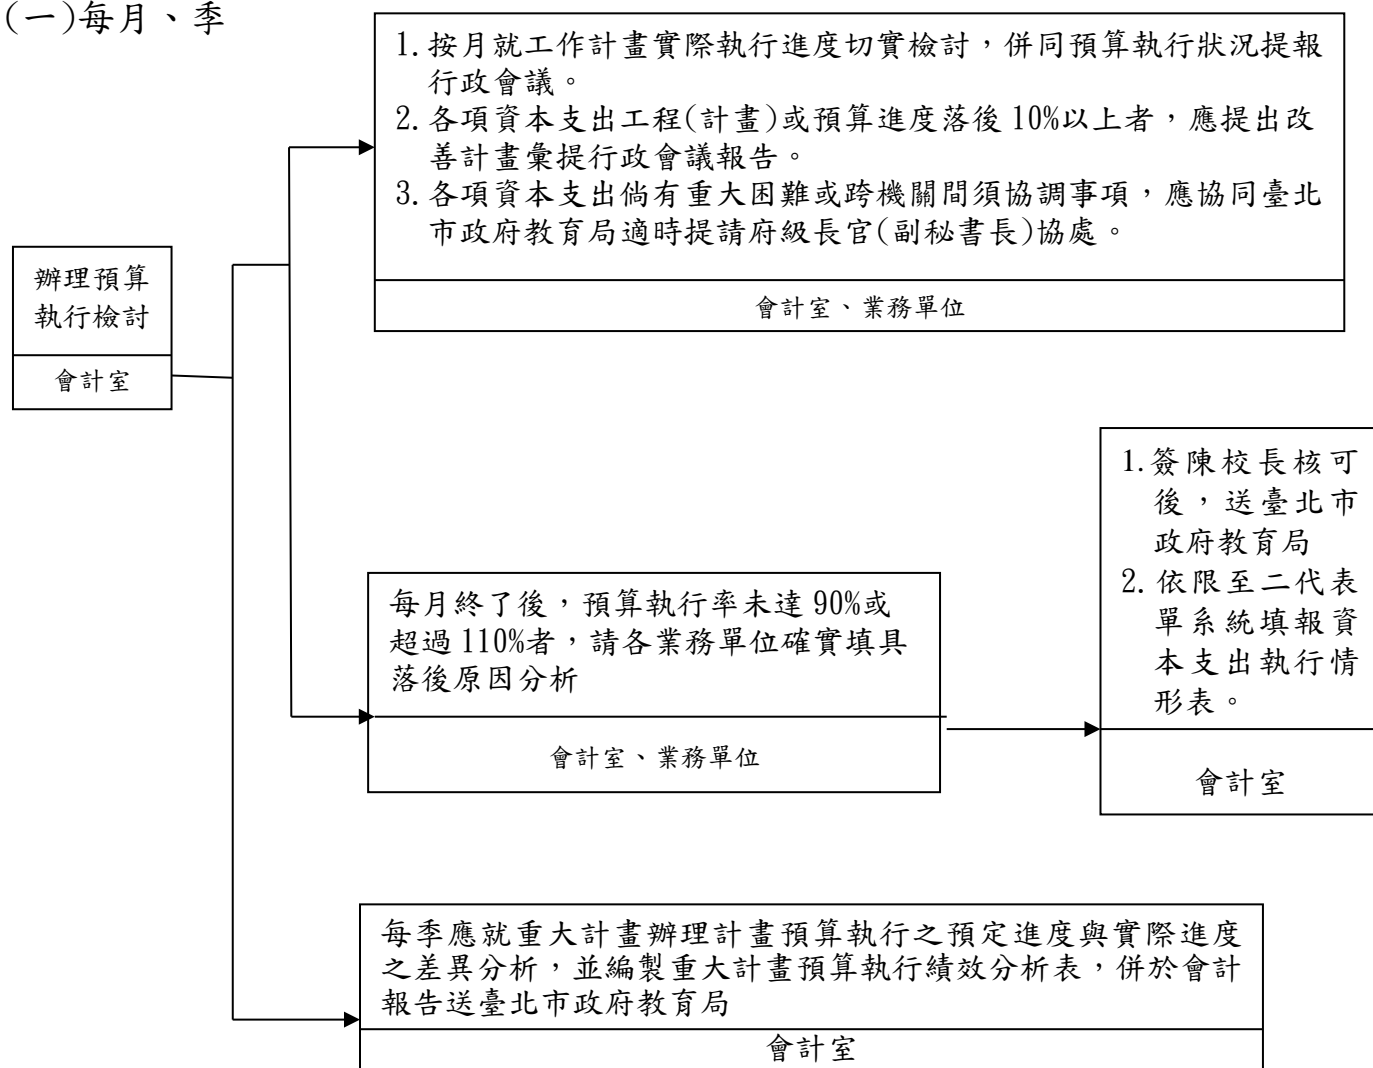 (一)每月、季
1.按月就工作計畫實際執行進度切實檢討，併同預算執行狀況提報
行政會議。
2.各項資本支出工程(計畫)或預算進度落後10%以上者，應提出改
善計畫彙提行政會議報告。
3.各項資本支出倘有重大困難或跨機關間須協調事項，應協同臺北
市政府教育局適時提請府級長官(副秘書長)協處。
會計室、業務單位
辦理預算
執行檢討
會計室
每月終了後，預算執行率未達90%或
超過110%者，請各業務單位確實填具
落後原因分析
會計室、業務單位
1.簽陳校長核可
後，送臺北市
政府教育局
2.依限至二代表
單系統填報資
本支出執行情
形表。
會計室
每季應就重大計畫辦理計畫預算執行之預定進度與實際進度
之差異分析，並編製重大計畫預算執行績效分析表，併於會計
報告送臺北市政府教育局
會計室